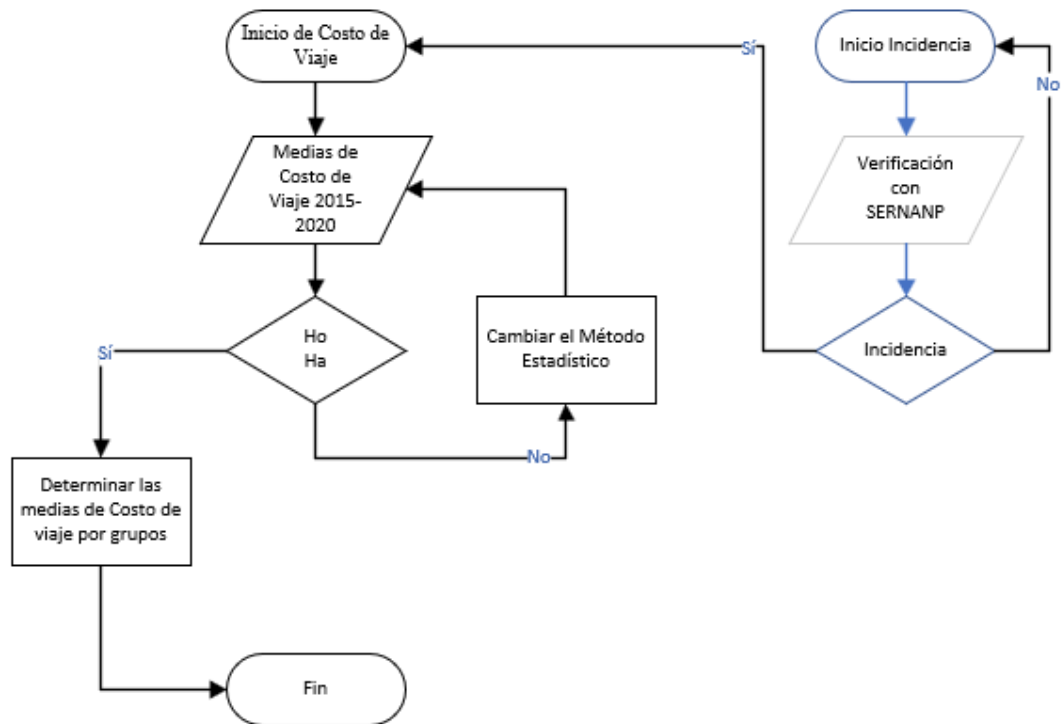 Inicio de Costo de
Viaje
Sí
Inicio Incidencia
No
Medias de
Costo de
Viaje 2015-
2020
Verificación
con
SERNANP
Ho
Ha
Cambiar el Método
Estadístico
Incidencia
Sí
No
Determinar las
medias de Costo de
viaje por grupos
Fin